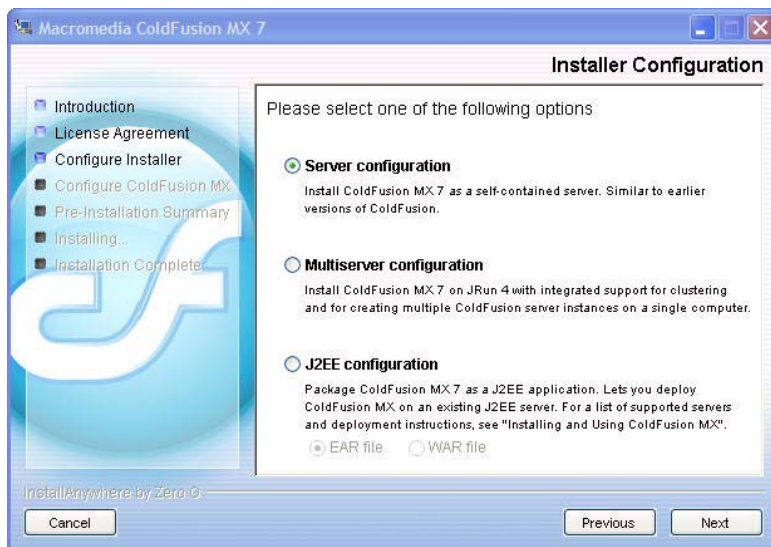 Macromedia ColdFusion MX 7
Installer Configuration
Introduction
License Agreement
Configure Installer
Configure ColdFusion MX
Pre-Installation Summary
Installing...
Installation Complete
Please select one of the following options
Server configuration
Install ColdFusion MX 7 as a self-contained server. Similar to earlier
versions of ColdFusion.
Multiserver configuration
Install ColdFusion MX 7 on JRun 4 with integrated support for clustering
and for creating multiple ColdFusion server instances on a single computer.
J2EE configuration
Package ColdFusion MX 7 as a J2EE application. Lets you deploy
ColdFusion MX on an existing J2EE server. For a list of supported servers
and deployment instructions, see "Installing and Using ColdFusion MX".
EAR file WAR file
InstallAnywhere by Zero G
Cancel Previous Next